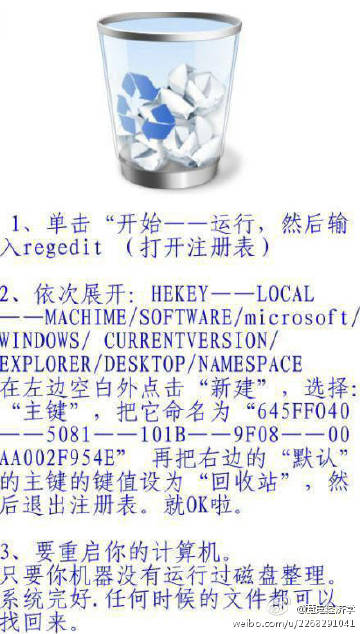 1、单击“开始——运行，然后输
入regedit （打开注册表）
2、依次展开：HEKEY——LOCAL
——MACHIME/SOFTWARE/microsoft/
WINDOWS/ CURRENTVERSION/
EXPLORER/DESKTOP/NAMESPACE
在左边空白外点击“新建”，选择：
“主键”，把它命名为“645FFO40
——5081——101B——9F08——00
AA002F954E” 再把右边的“默认”
的主键的键值设为“回收站”，然
后退出注册表。就OK啦。
3、要重启你的计算机。
只要你机器没有运行过磁盘整理。
系统完好.任何时候的文件都可以
找回来。
weibo.com/u/2268291041